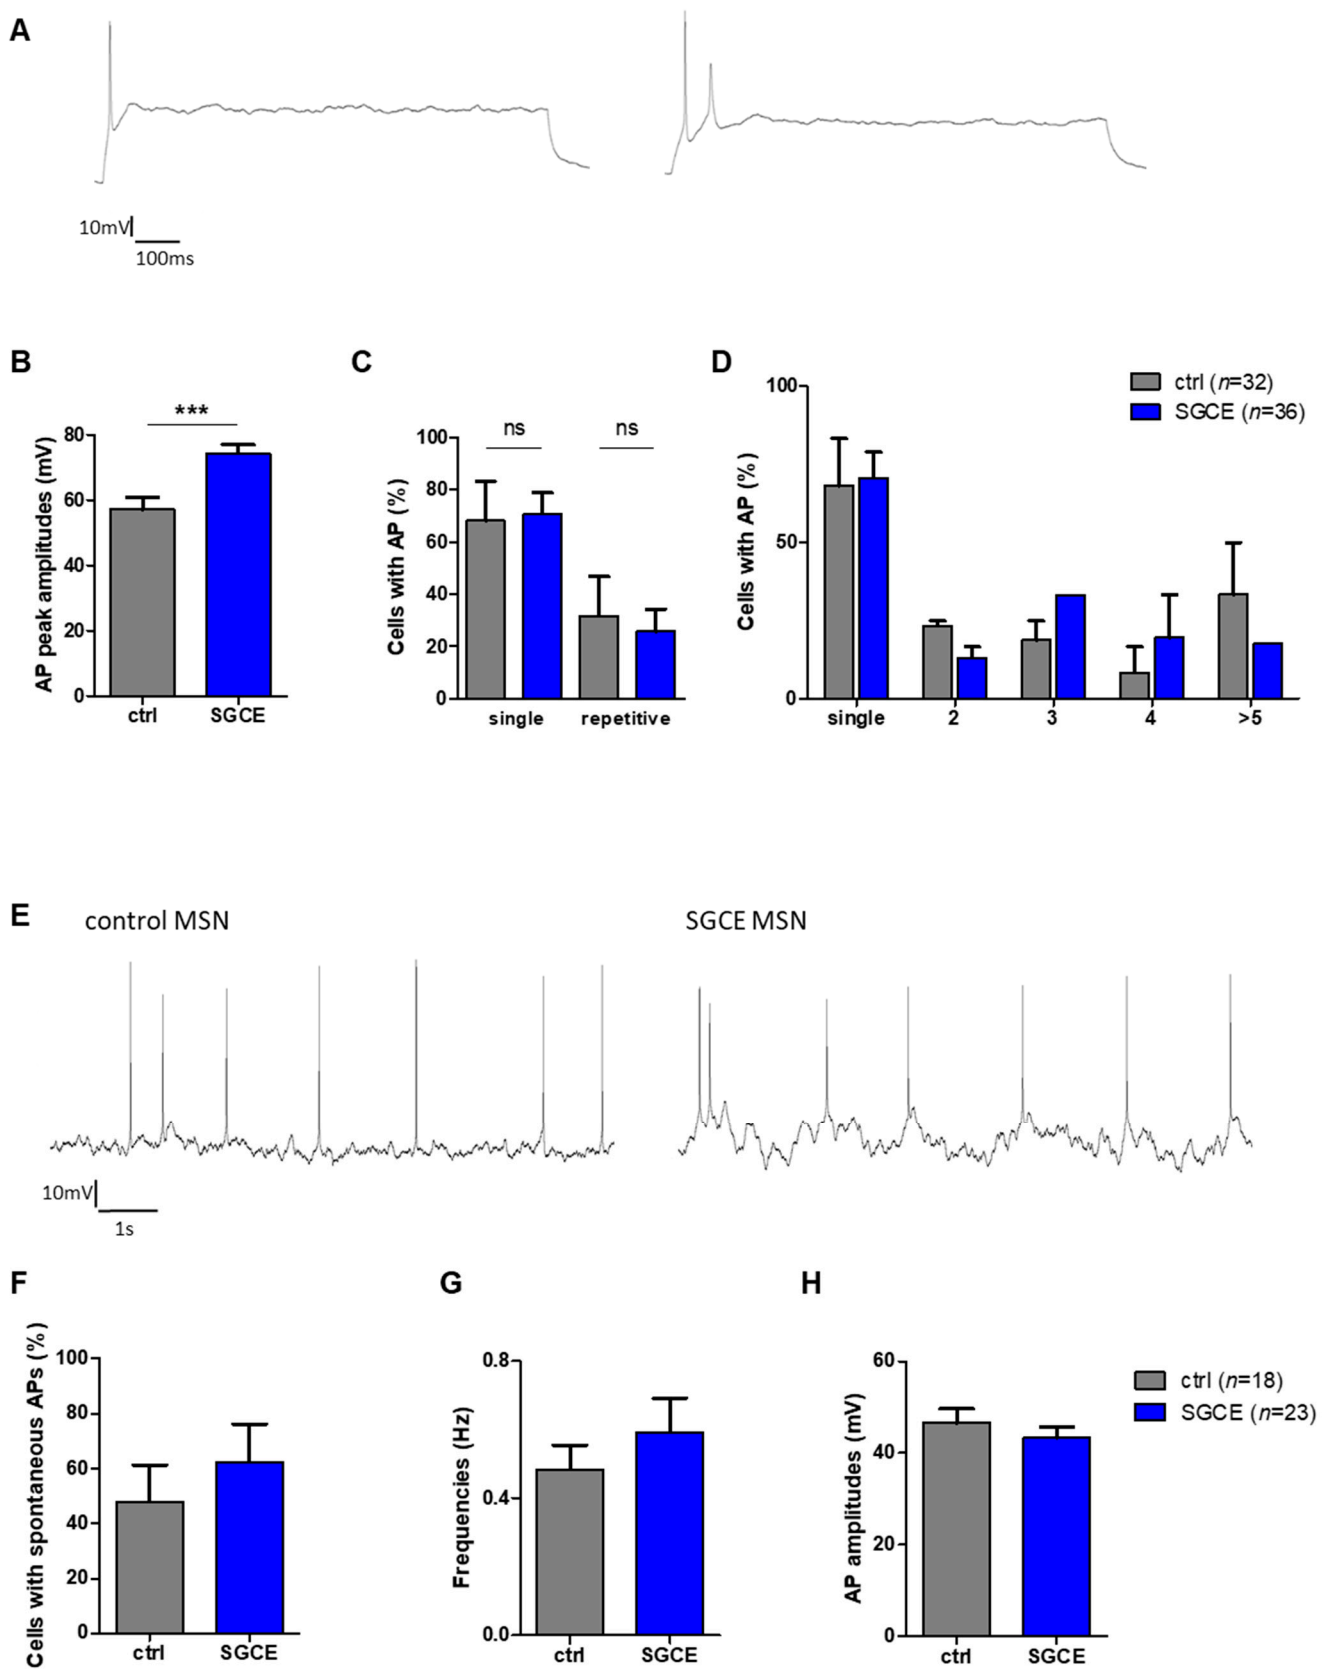 A
10mV
100ms
B
AP peak amplitudes (mV)
80
60
40
20
0
***
ctrl
SGCE
C
Cells with AP (%)
100
80
60
40
20
0
ns
ns
single
repetitive
D
Cells with AP (%)
100
50
0
ctrl (n=32)
SGCE (n=36)
single
2
3
4
>5
E
control MSN
SGCE MSN
10mV
1s
F
Cells with spontaneous APs (%)
100
80
60
40
20
0
ctrl
SGCE
G
Frequencies (Hz)
0.8
0.4
0.0
ctrl
SGCE
H
AP amplitudes (mV)
60
40
20
0
ctrl
SGCE
ctrl (n=18)
SGCE (n=23)